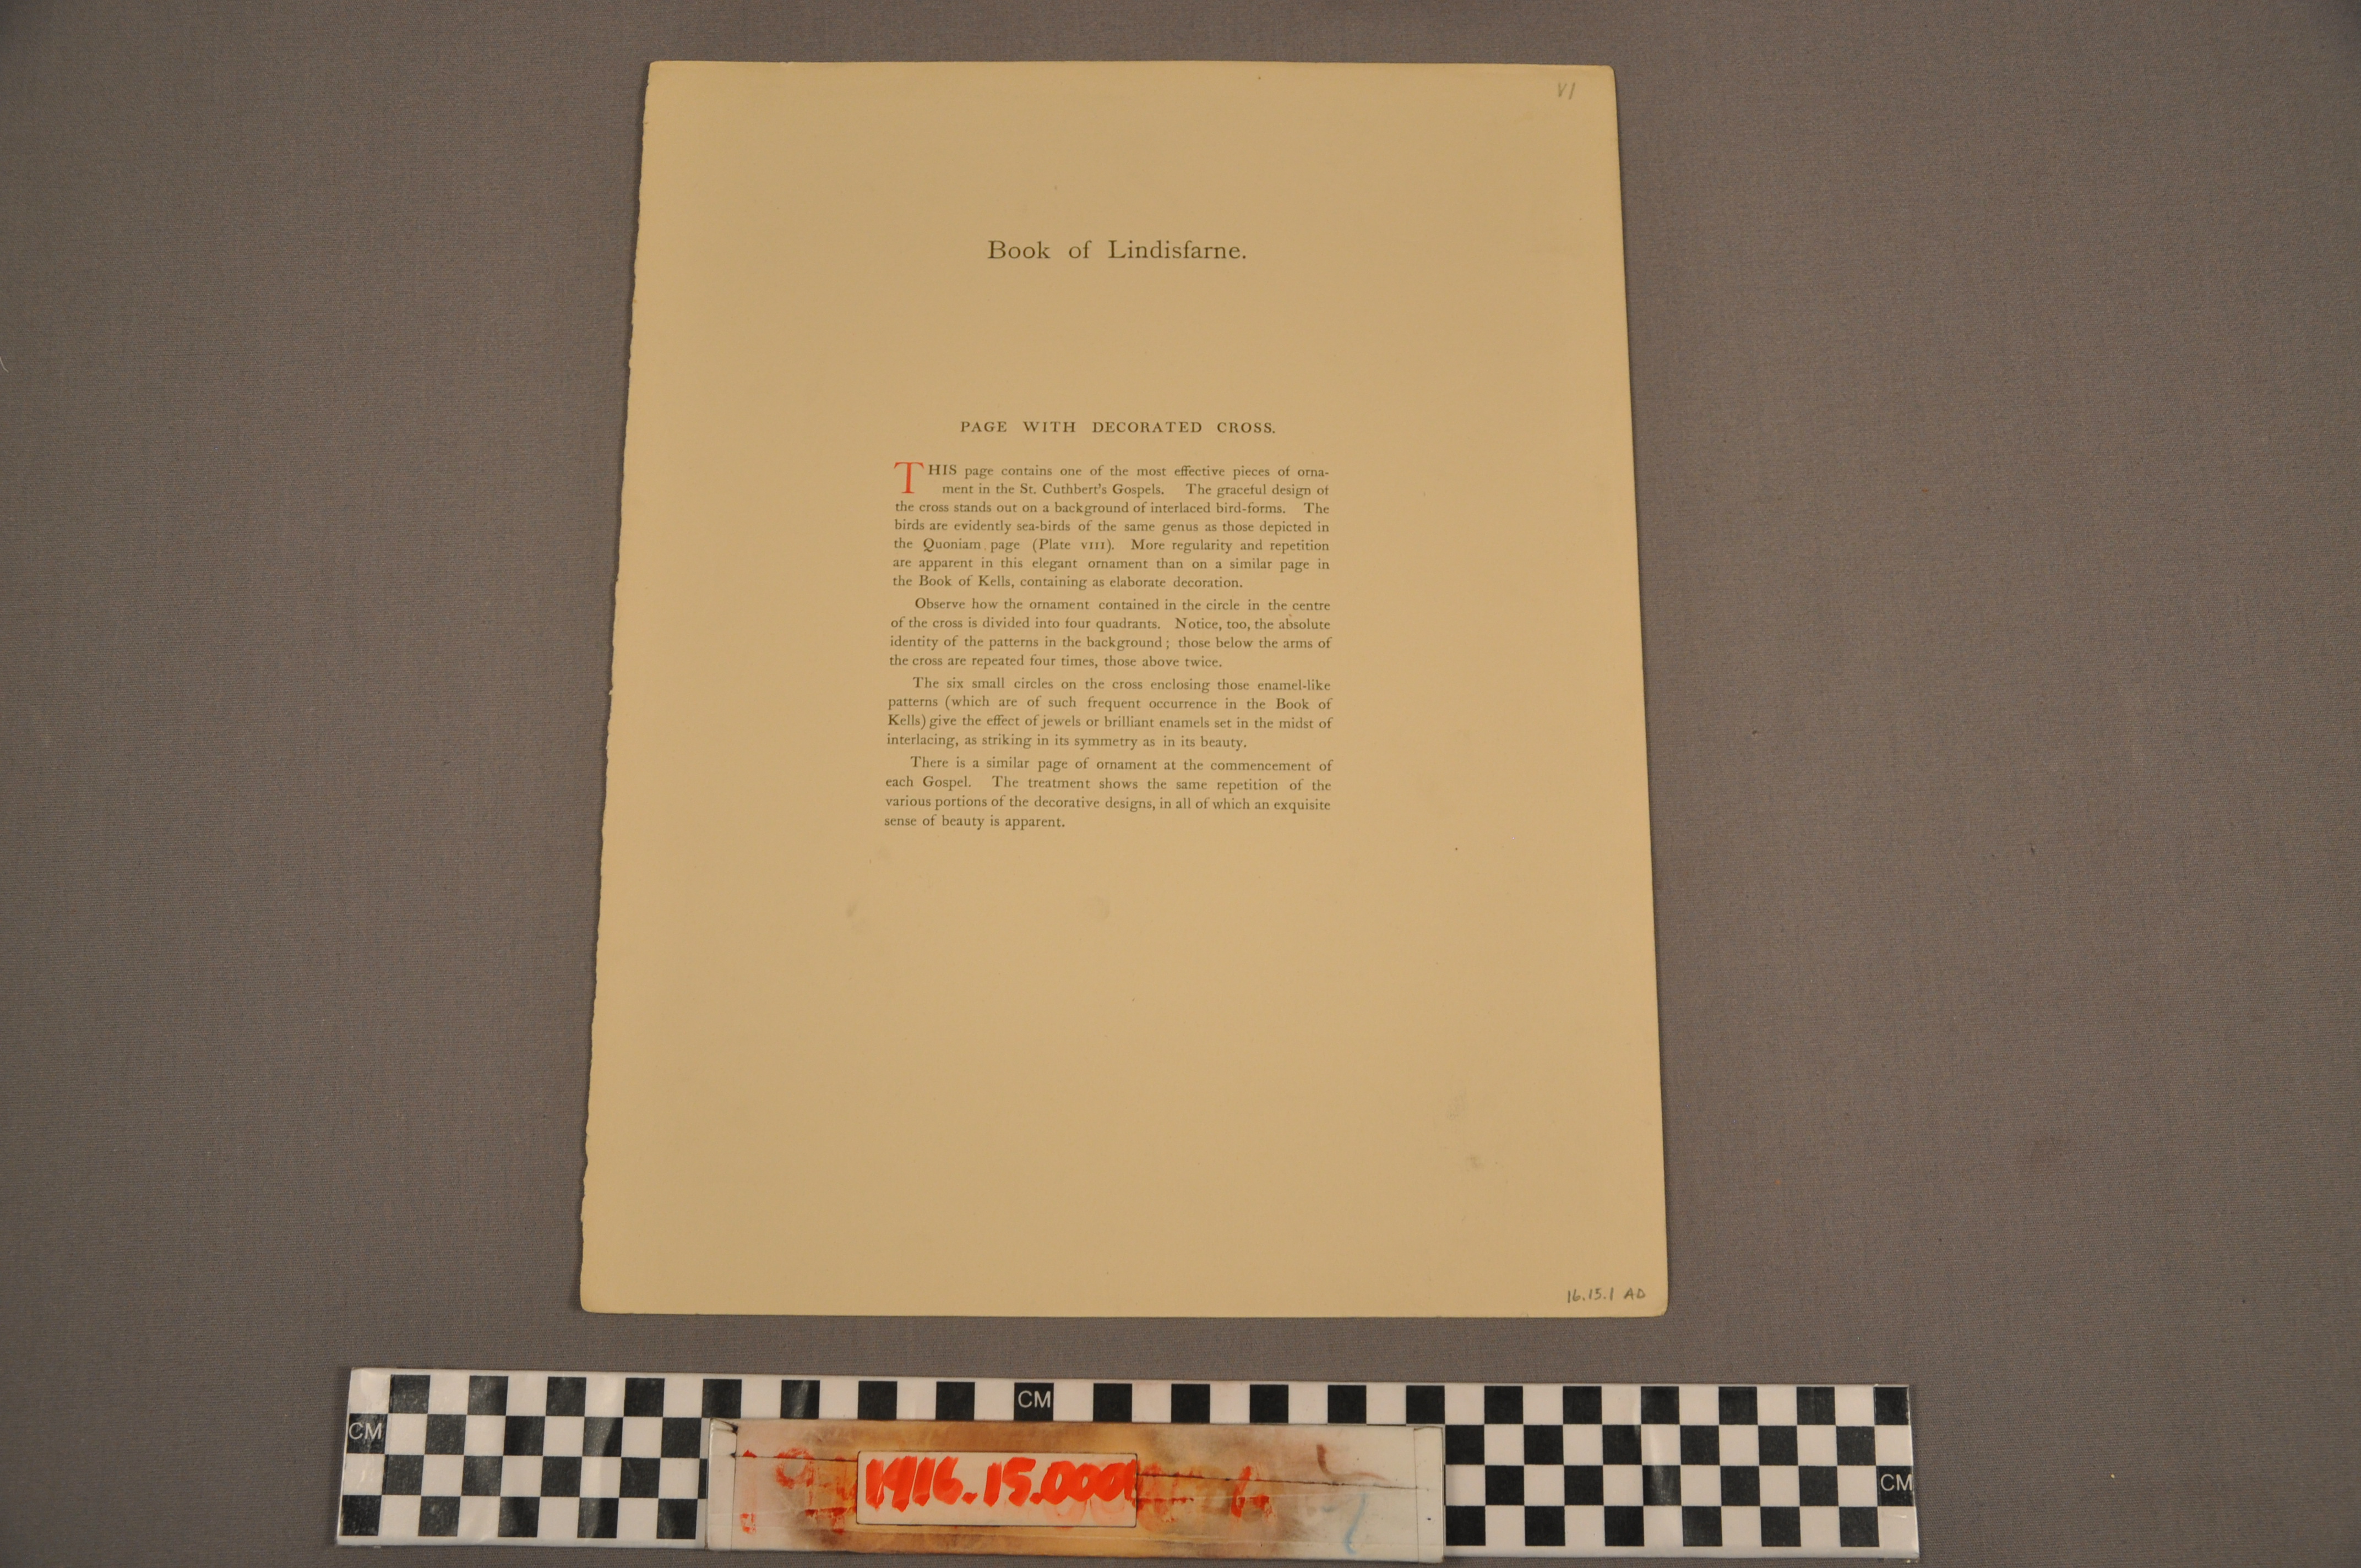 VI
Book of Lindisfarne.
PAGE WITH DECORATED CROSS.
THIS page contains one of the most effective pieces of orna-
ment in the St. Cuthbert's Gospels. The graceful design of
the cross stands out on a background of interlaced bird-forms. The
birds are evidently sea-birds of the same genus as those depicted in
the Quoniam page (Plate VIII). More regularity and repetition
are apparent in this elegant ornament than on a similar page in
the Book of Kells, containing as elaborate decoration.
Observe how the ornament contained in the circle in the centre
of the cross is divided into four quadrants. Notice, too, the absolute
identity of the patterns in the background; those below the arms of
the cross are repeated four times, those above twice.
The six small circles on the cross enclosing those enamel-like
patterns (which are of such frequent occurrence in the Book of
Kells) give the effect of jewels or brilliant enamels set in the midst of
interlacing, as striking in its symmetry as in its beauty.
There is a similar page of ornament at the commencement of
each Gospel. The treatment shows the same repetition of the
various portions of the decorative designs, in all of which an exquisite
sense of beauty is apparent.
16.15.1 AD
CM
CM
CM
1916.15.0001